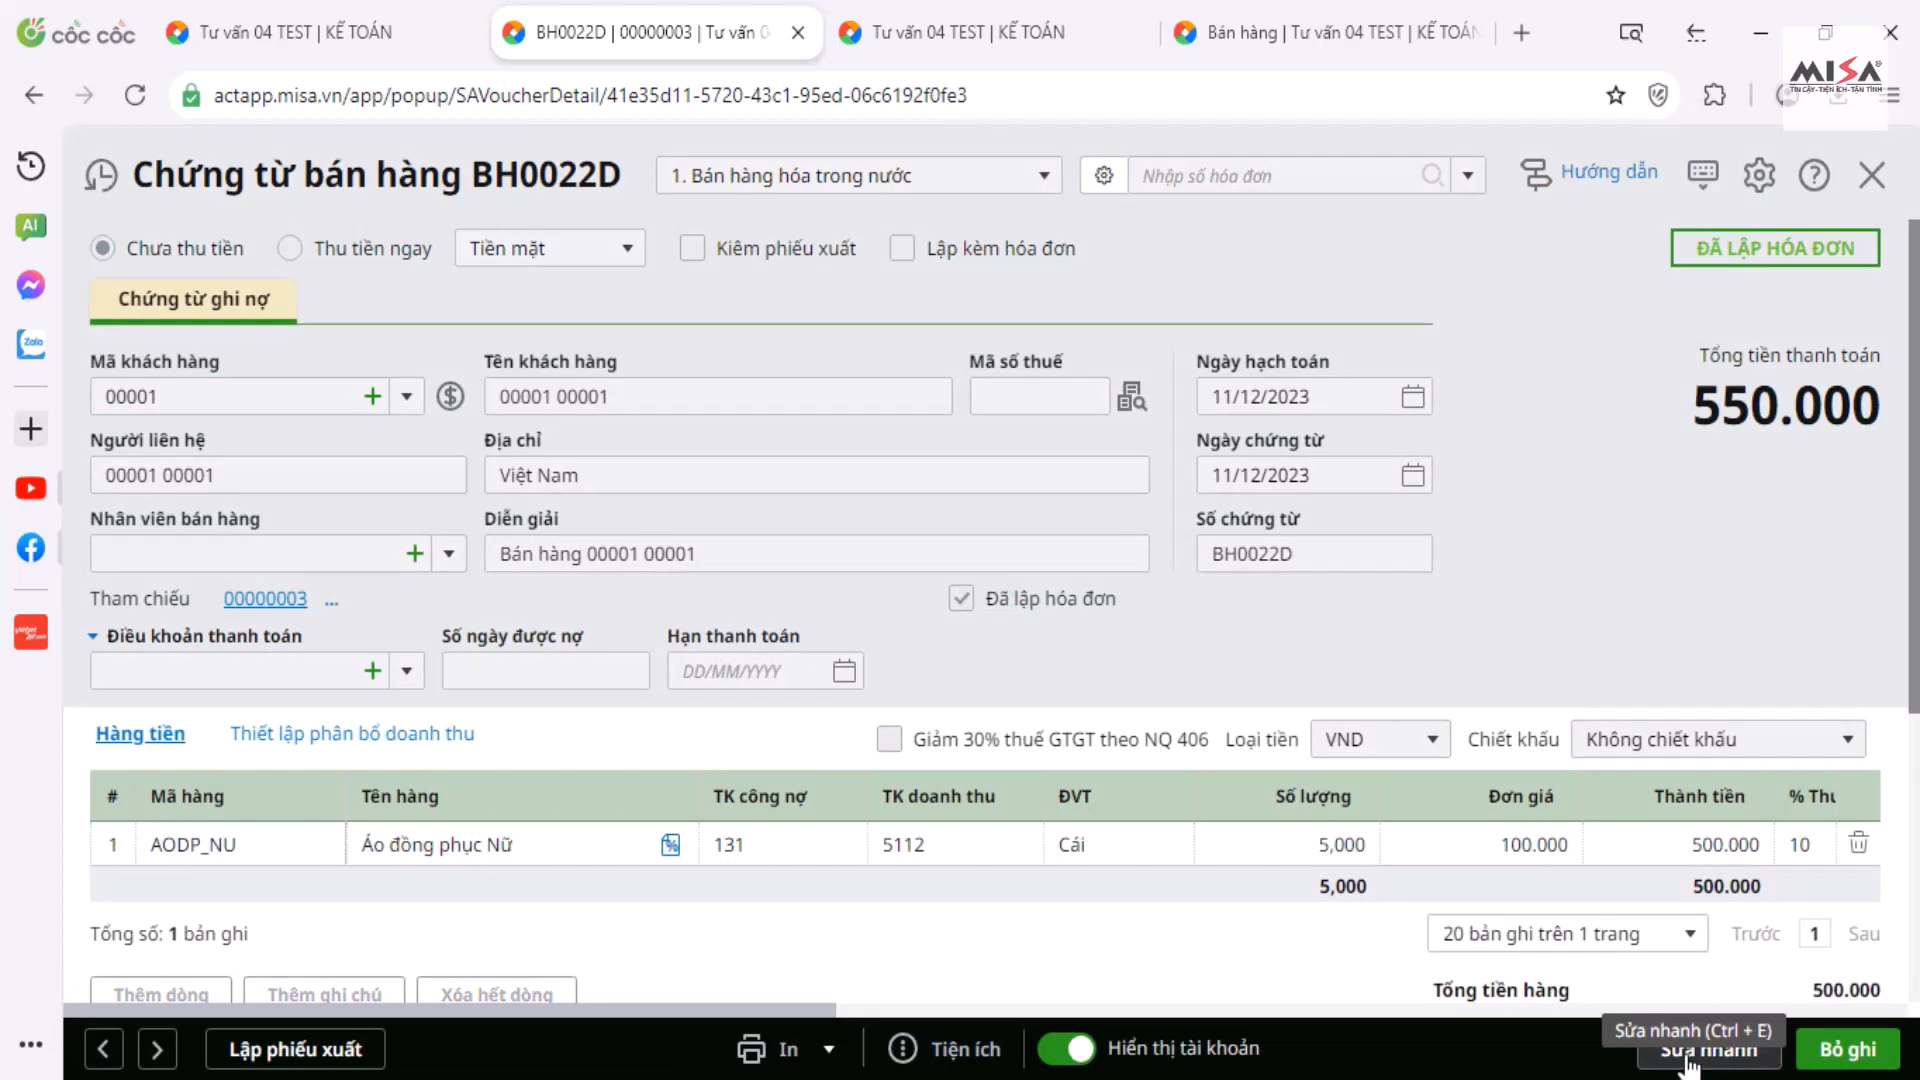 cốc cốc
Tư vấn 04 TEST | KẾ TOÁN
BH0022D | 00000003 | Tư vấn 0
Tư vấn 04 TEST | KẾ TOÁN
Bán hàng | Tư vấn 04 TEST | KẾ TOÁN
MISA®
TIN CẬY-TIỆN ÍCH-TẬN TÌNH
actapp.misa.vn/app/popup/SAVoucherDetail/41e35d11-5720-43c1-95ed-06c6192f0fe3
AI
Zalo
Chứng từ bán hàng BH0022D
1. Bán hàng hóa trong nước
Nhập số hóa đơn
Hướng dẫn
Chưa thu tiền
Thu tiền ngay
Tiền mặt
Kiêm phiếu xuất
Lập kèm hóa đơn
ĐÃ LẬP HÓA ĐƠN
Chứng từ ghi nợ
Mã khách hàng
Tên khách hàng
Mã số thuế
Ngày hạch toán
Tổng tiền thanh toán
00001
00001 00001
11/12/2023
550.000
Người liên hệ
Địa chỉ
Ngày chứng từ
00001 00001
Việt Nam
11/12/2023
Nhân viên bán hàng
Diễn giải
Số chứng từ
Bán hàng 00001 00001
BH0022D
Tham chiếu
00000003
...
Đã lập hóa đơn
Điều khoản thanh toán
Số ngày được nợ
Hạn thanh toán
DD/MM/YYYY
Hàng tiền
Thiết lập phân bổ doanh thu
Giảm 30% thuế GTGT theo NQ 406
Loại tiền
VND
Chiết khấu
Không chiết khấu
# Mã hàng Tên hàng TK công nợ TK doanh thu ĐVT Số lượng Đơn giá Thành tiền % Thu
1 AODP_NU Áo đồng phục Nữ 131 5112 Cái 5,000 100.000 500.000 10
5,000 500.000
Tổng số: 1 bản ghi
20 bản ghi trên 1 trang
Trước
1
Sau
Thêm dòng
Thêm ghi chú
Xóa hết dòng
Tổng tiền hàng
500.000
Lập phiếu xuất
In
Tiện ích
Hiển thị tài khoản
Sửa nhanh (Ctrl + E)
Sửa nhanh
Bỏ ghi